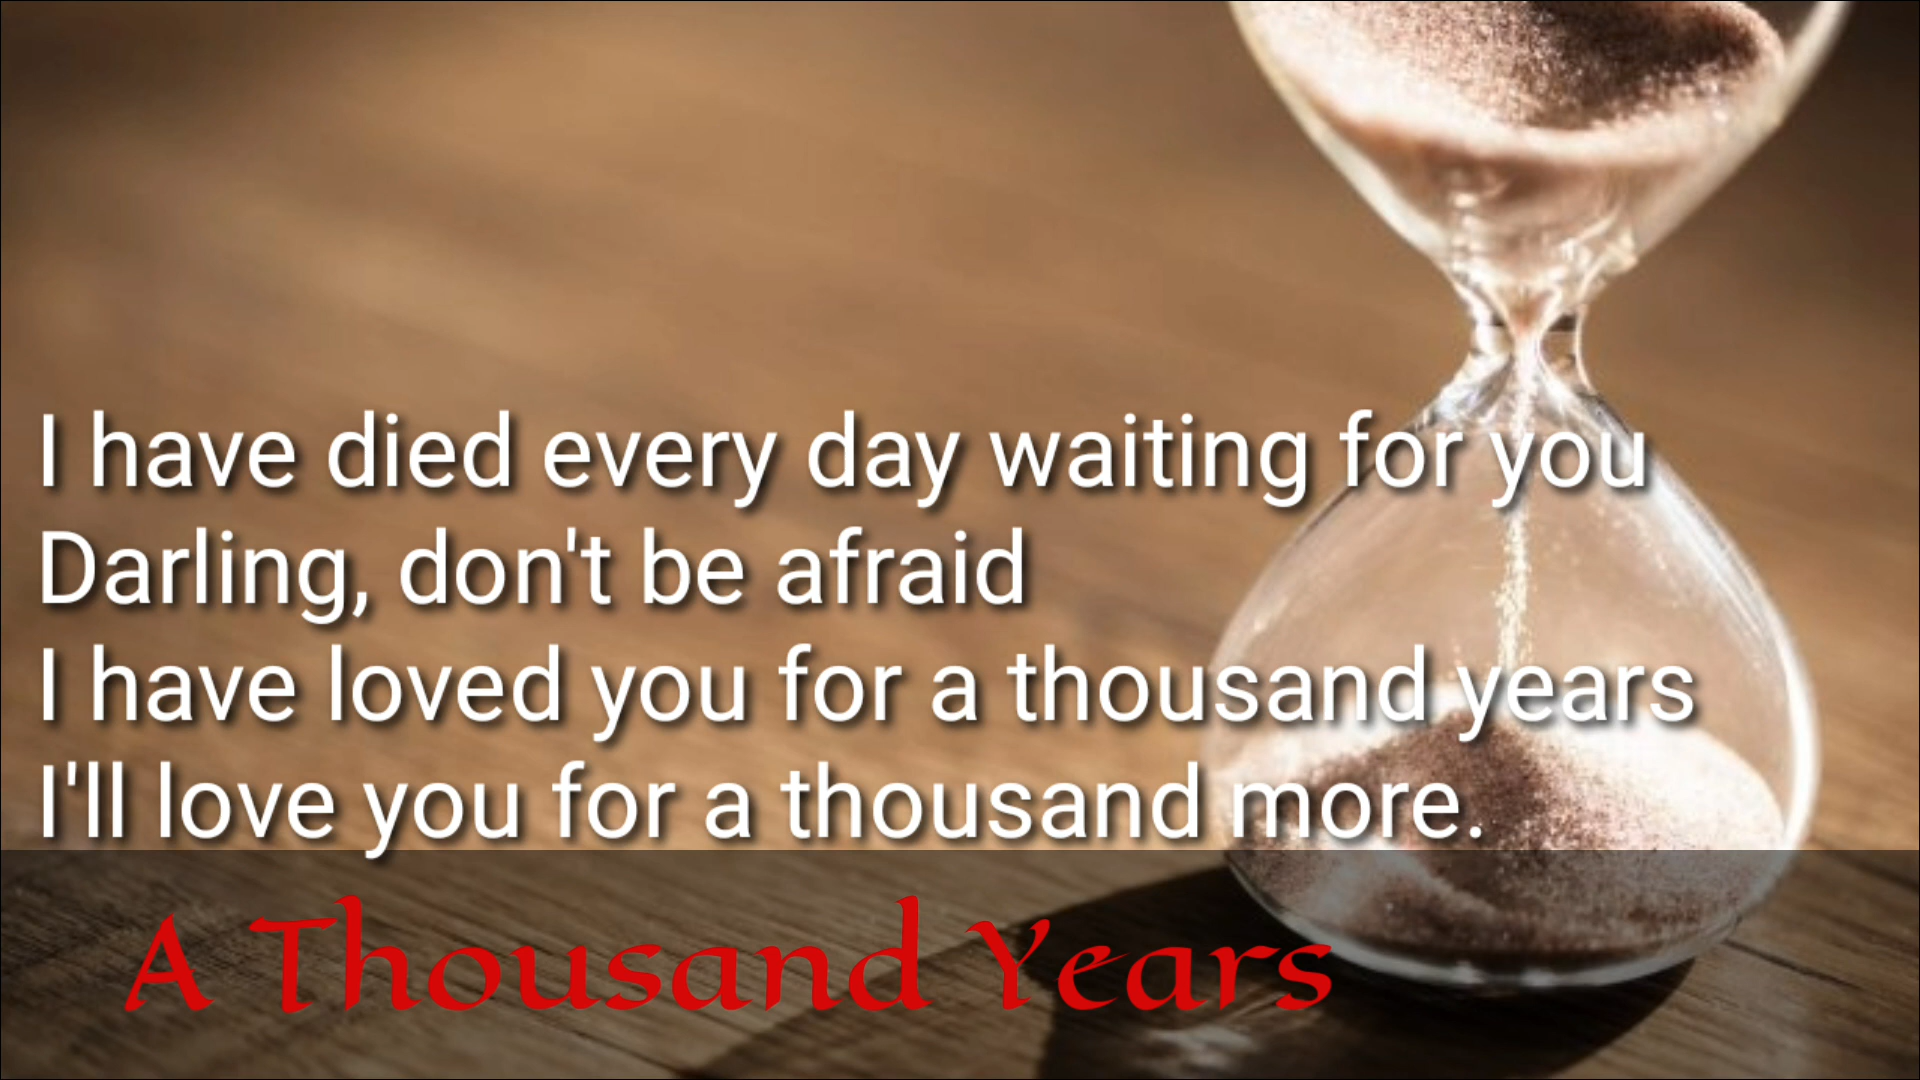 I have died every day waiting for you
Darling, don't be afraid
I have loved you for a thousand years
I'll love you for a thousand more.
A Thousand Years